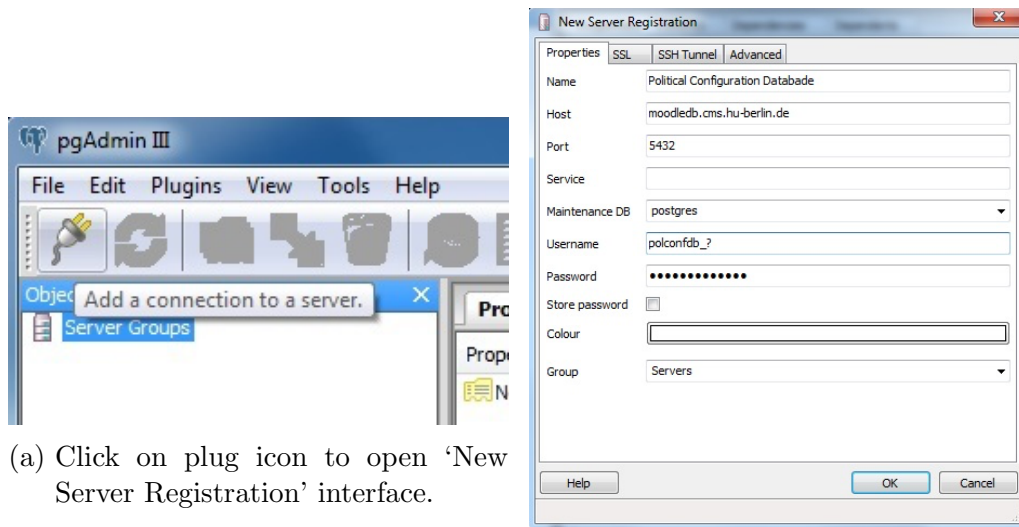 pgAdmin III
File Edit Plugins View Tools Help
Add a connection to a server.
Server Groups
(a) Click on plug icon to open ‘New
Server Registration’ interface.
New Server Registration
Properties SSL SSH Tunnel Advanced
Name Political Configuration Databade
Host moodledb.cms.hu-berlin.de
Port 5432
Service
Maintenance DB postgres
Username polconfdb_?
Password •••••••••••••
Store password
Colour
Group Servers
Help OK Cancel